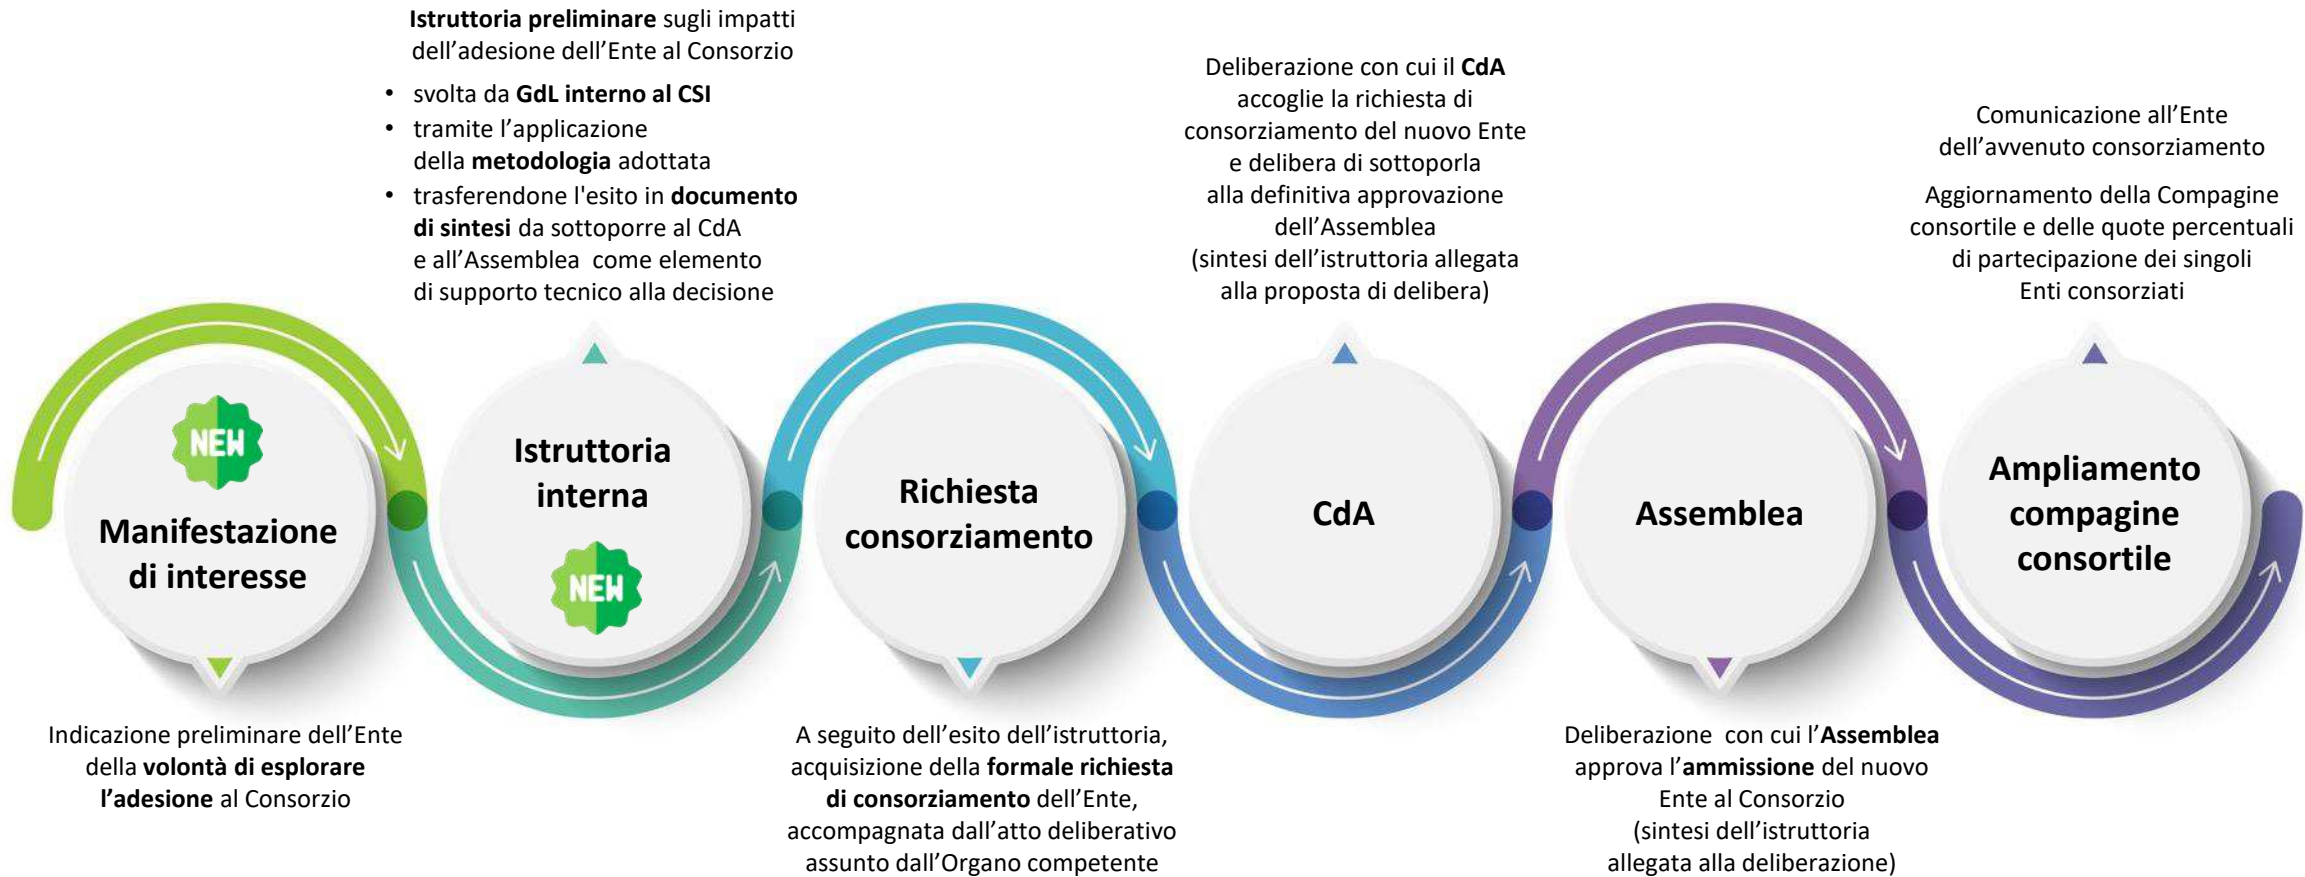 Istruttoria preliminare sugli impatti
dell’adesione dell’Ente al Consorzio
• svolta da GdL interno al CSI
• tramite l’applicazione
della metodologia adottata
• trasferendone l'esito in documento
di sintesi da sottoporre al CdA
e all’Assemblea come elemento
di supporto tecnico alla decisione
Deliberazione con cui il CdA
accoglie la richiesta di
consorziamento del nuovo Ente
e delibera di sottoporla
alla definitiva approvazione
dell’Assemblea
(sintesi dell’istruttoria allegata
alla proposta di delibera)
Comunicazione all’Ente
dell’avvenuto consorziamento
Aggiornamento della Compagine
consortile e delle quote percentuali
di partecipazione dei singoli
Enti consorziati
NEW
Manifestazione
di interesse
Istruttoria
interna
NEW
Richiesta
consorziamento
CdA
Assemblea
Ampliamento
compagine
consortile
Indicazione preliminare dell’Ente
della volontà di esplorare
l’adesione al Consorzio
A seguito dell’esito dell’istruttoria,
acquisizione della formale richiesta
di consorziamento dell’Ente,
accompagnata dall’atto deliberativo
assunto dall’Organo competente
Deliberazione con cui l’Assemblea
approva l’ammissione del nuovo
Ente al Consorzio
(sintesi dell’istruttoria
allegata alla deliberazione)